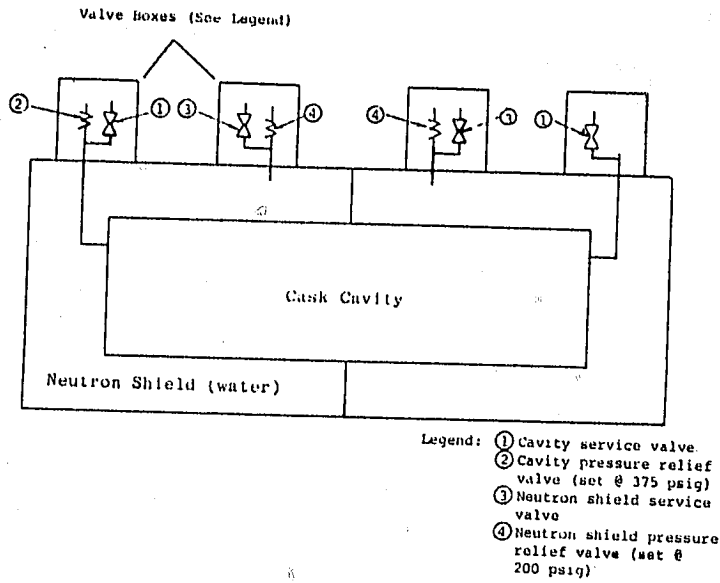 Valve Boxes (See Legend)
② ① ③ ④ ④ ③ ①
Cask Cavity
Neutron Shield (water)
Legend: ① Cavity service valve
② Cavity pressure relief
valve (set @ 375 psig)
③ Neutron shield service
valve
④ Neutron shield pressure
relief valve (set @
200 psig)